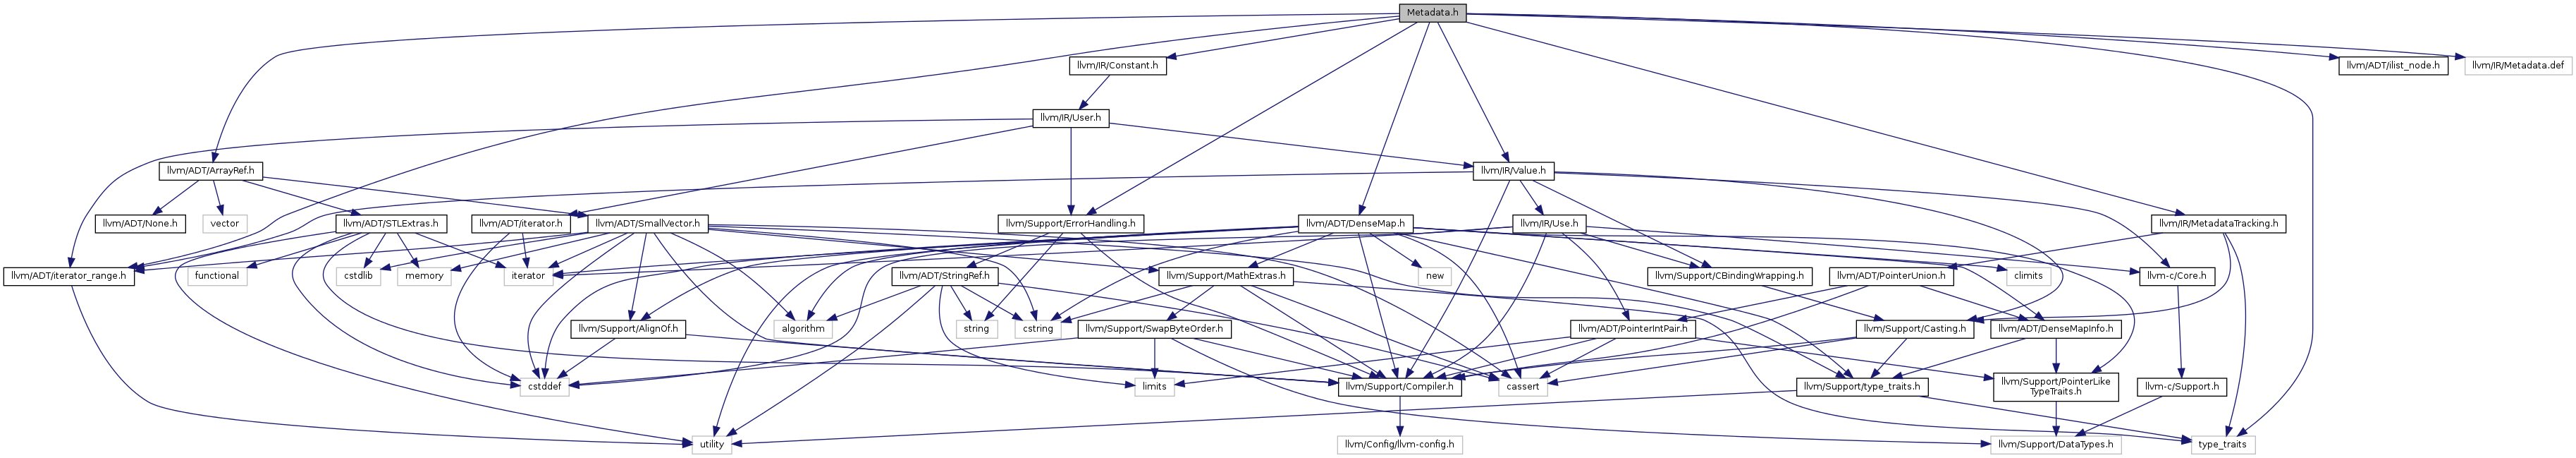 Metadata.h
llvm/IR/Constant.h
llvm/ADT/ilist_node.h
llvm/IR/Metadata.def
llvm/IR/User.h
llvm/ADT/ArrayRef.h
llvm/IR/Value.h
llvm/ADT/None.h
vector
llvm/ADT/STLExtras.h
llvm/ADT/iterator.h
llvm/ADT/SmallVector.h
llvm/Support/ErrorHandling.h
llvm/ADT/DenseMap.h
llvm/IR/Use.h
llvm/IR/MetadataTracking.h
llvm/ADT/iterator_range.h
functional
cstdlib
memory
iterator
llvm/ADT/StringRef.h
llvm/Support/MathExtras.h
new
llvm/Support/CBindingWrapping.h
llvm/ADT/PointerUnion.h
climits
llvm-c/Core.h
llvm/Support/AlignOf.h
algorithm
string
cstring
llvm/Support/SwapByteOrder.h
llvm/ADT/PointerIntPair.h
llvm/Support/Casting.h
llvm/ADT/DenseMapInfo.h
cstddef
limits
llvm/Support/Compiler.h
cassert
llvm/Support/type_traits.h
llvm/Support/PointerLike
TypeTraits.h
llvm-c/Support.h
utility
llvm/Config/llvm-config.h
llvm/Support/DataTypes.h
type_traits